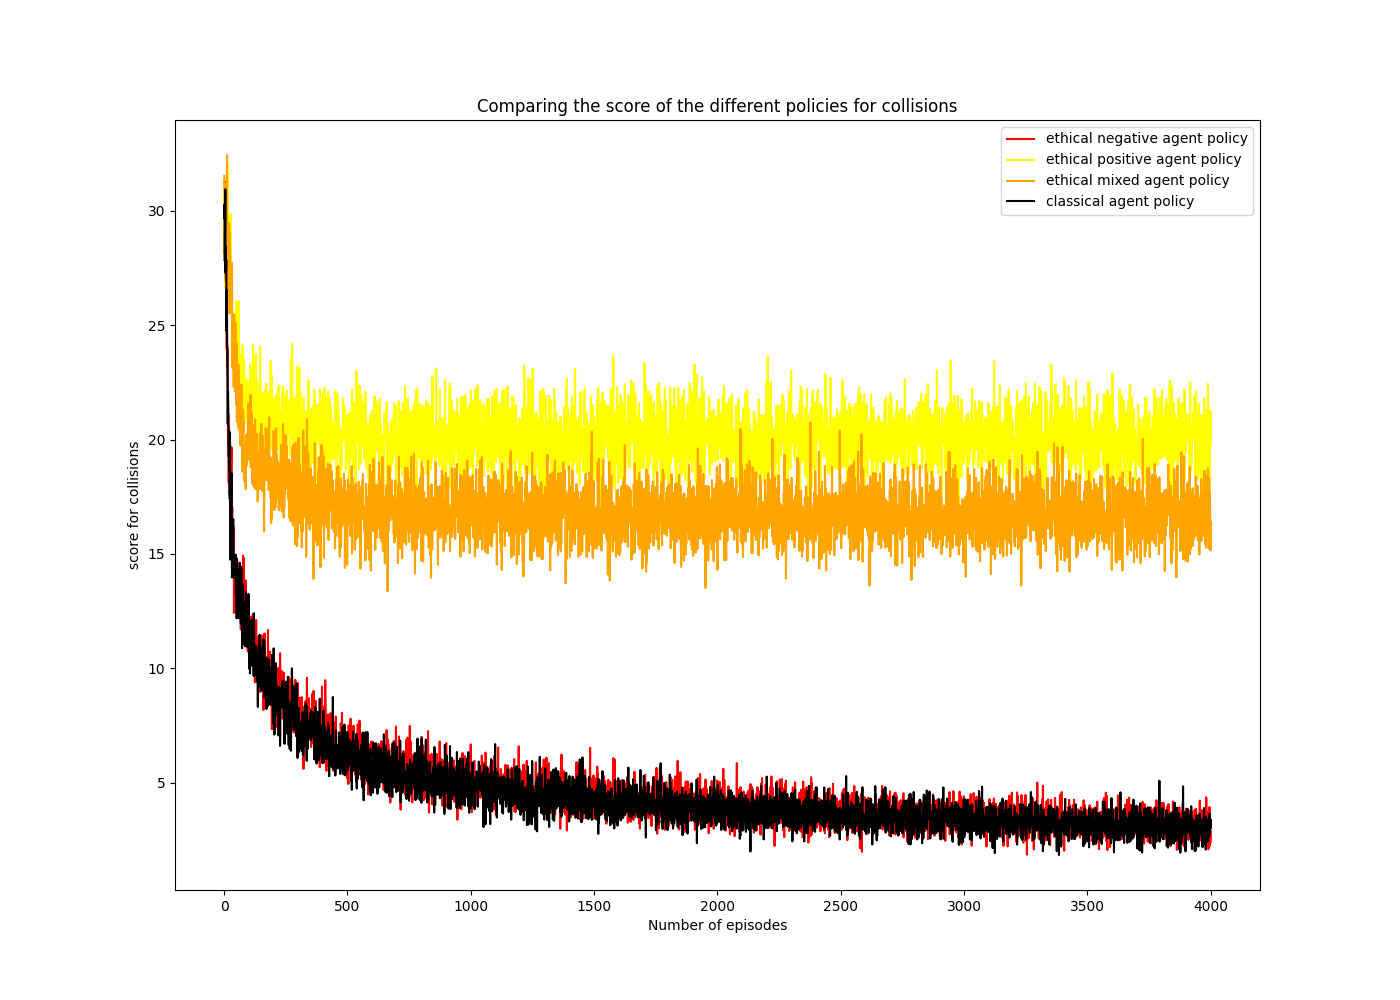 Comparing the score of the different policies for collisions
ethical negative agent policy
ethical positive agent policy
ethical mixed agent policy
classical agent policy
30
25
20
15
10
5
score for collisions
0 500 1000 1500 2000 2500 3000 3500 4000
Number of episodes